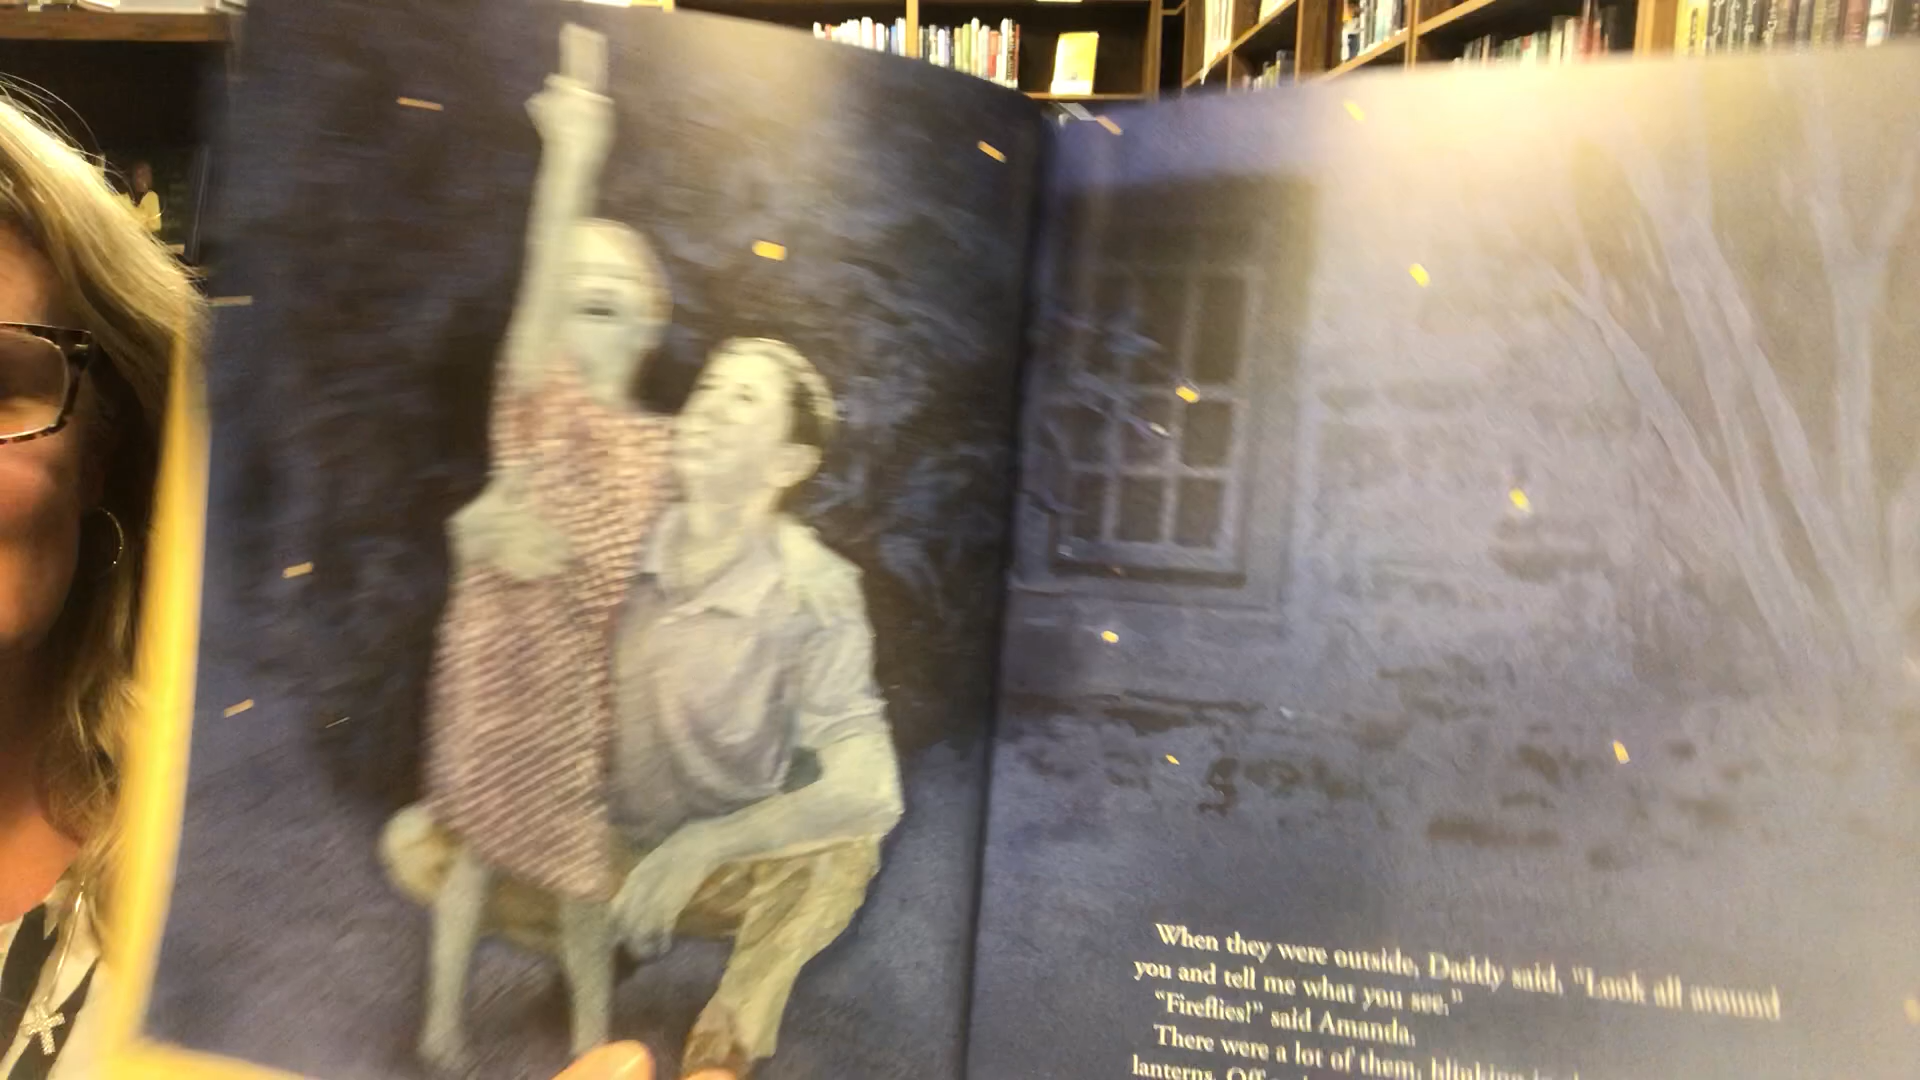 When they were outside, Daddy said, "Look all around
you and tell me what you see."
"Fireflies!" said Amanda.
There were a lot of them, blinking
lanterns. Off